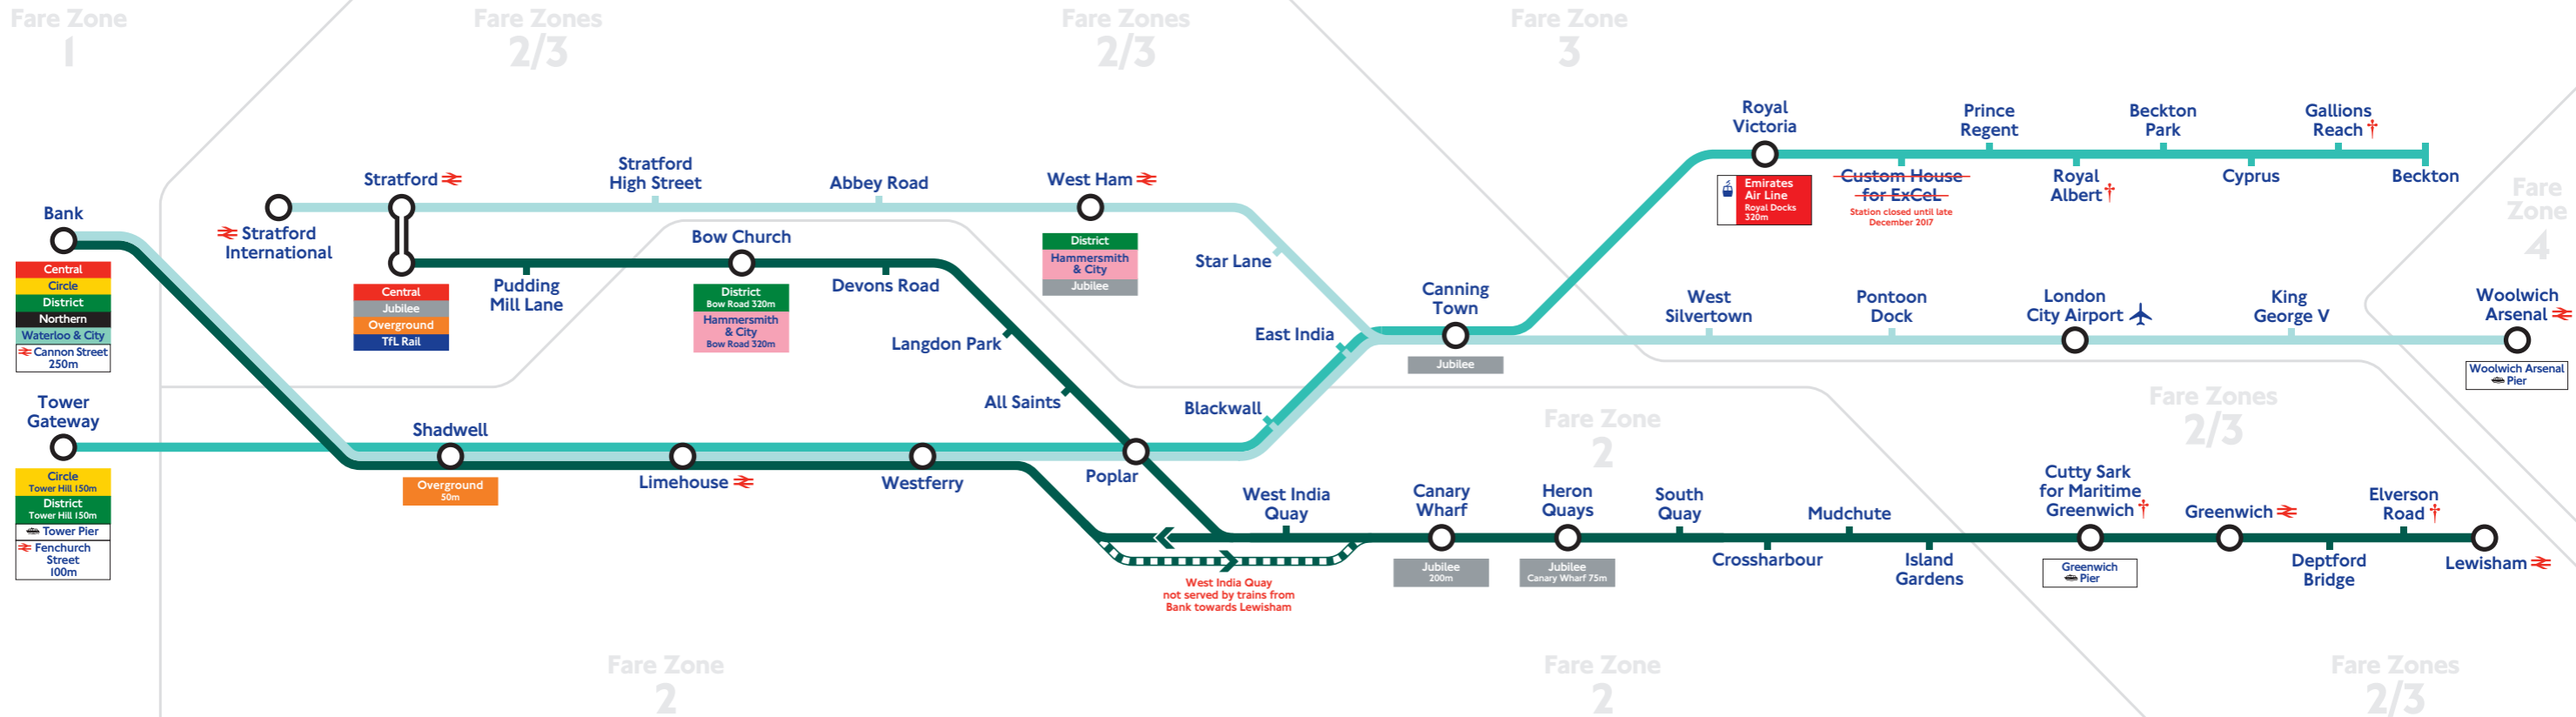 Fare Zone
1
Fare Zones
2/3
Fare Zones
2/3
Fare Zone
3
Royal
Victoria
Prince
Regent
Beckton
Park
Gallions
Reach †
Emirates
Air Line
Royal Docks
320m
Custom House
for ExCeL
Station closed until late
December 2017
Royal
Albert †
Cyprus
Beckton
Fare
Zone
4
Stratford
Stratford
High Street
Abbey Road
West Ham
District
Hammersmith
& City
Jubilee
Stratford
International
Bank
Central
Circle
District
Northern
Waterloo & City
Cannon Street
250m
Bow Church
District
Bow Road 320m
Hammersmith
& City
Bow Road 320m
Central
Jubilee
Overground
TfL Rail
Pudding
Mill Lane
Devons Road
Star Lane
Langdon Park
East India
All Saints
Blackwall
Canning
Town
Jubilee
West
Silvertown
Pontoon
Dock
London
City Airport
King
George V
Woolwich
Arsenal
Woolwich Arsenal
Pier
Tower
Gateway
Circle
Tower Hill 150m
District
Tower Hill 150m
Tower Pier
Fenchurch
Street
100m
Shadwell
Overground
50m
Limehouse
Westferry
Poplar
Fare Zone
2
Fare Zones
2/3
West India
Quay
Canary
Wharf
Jubilee
200m
Heron
Quays
Jubilee
Canary Wharf 75m
South
Quay
Crossharbour
Mudchute
Island
Gardens
Cutty Sark
for Maritime
Greenwich †
Greenwich
Pier
Greenwich
Deptford
Bridge
Elverson
Road †
Lewisham
West India Quay
not served by trains from
Bank towards Lewisham
Fare Zone
2
Fare Zone
2
Fare Zones
2/3